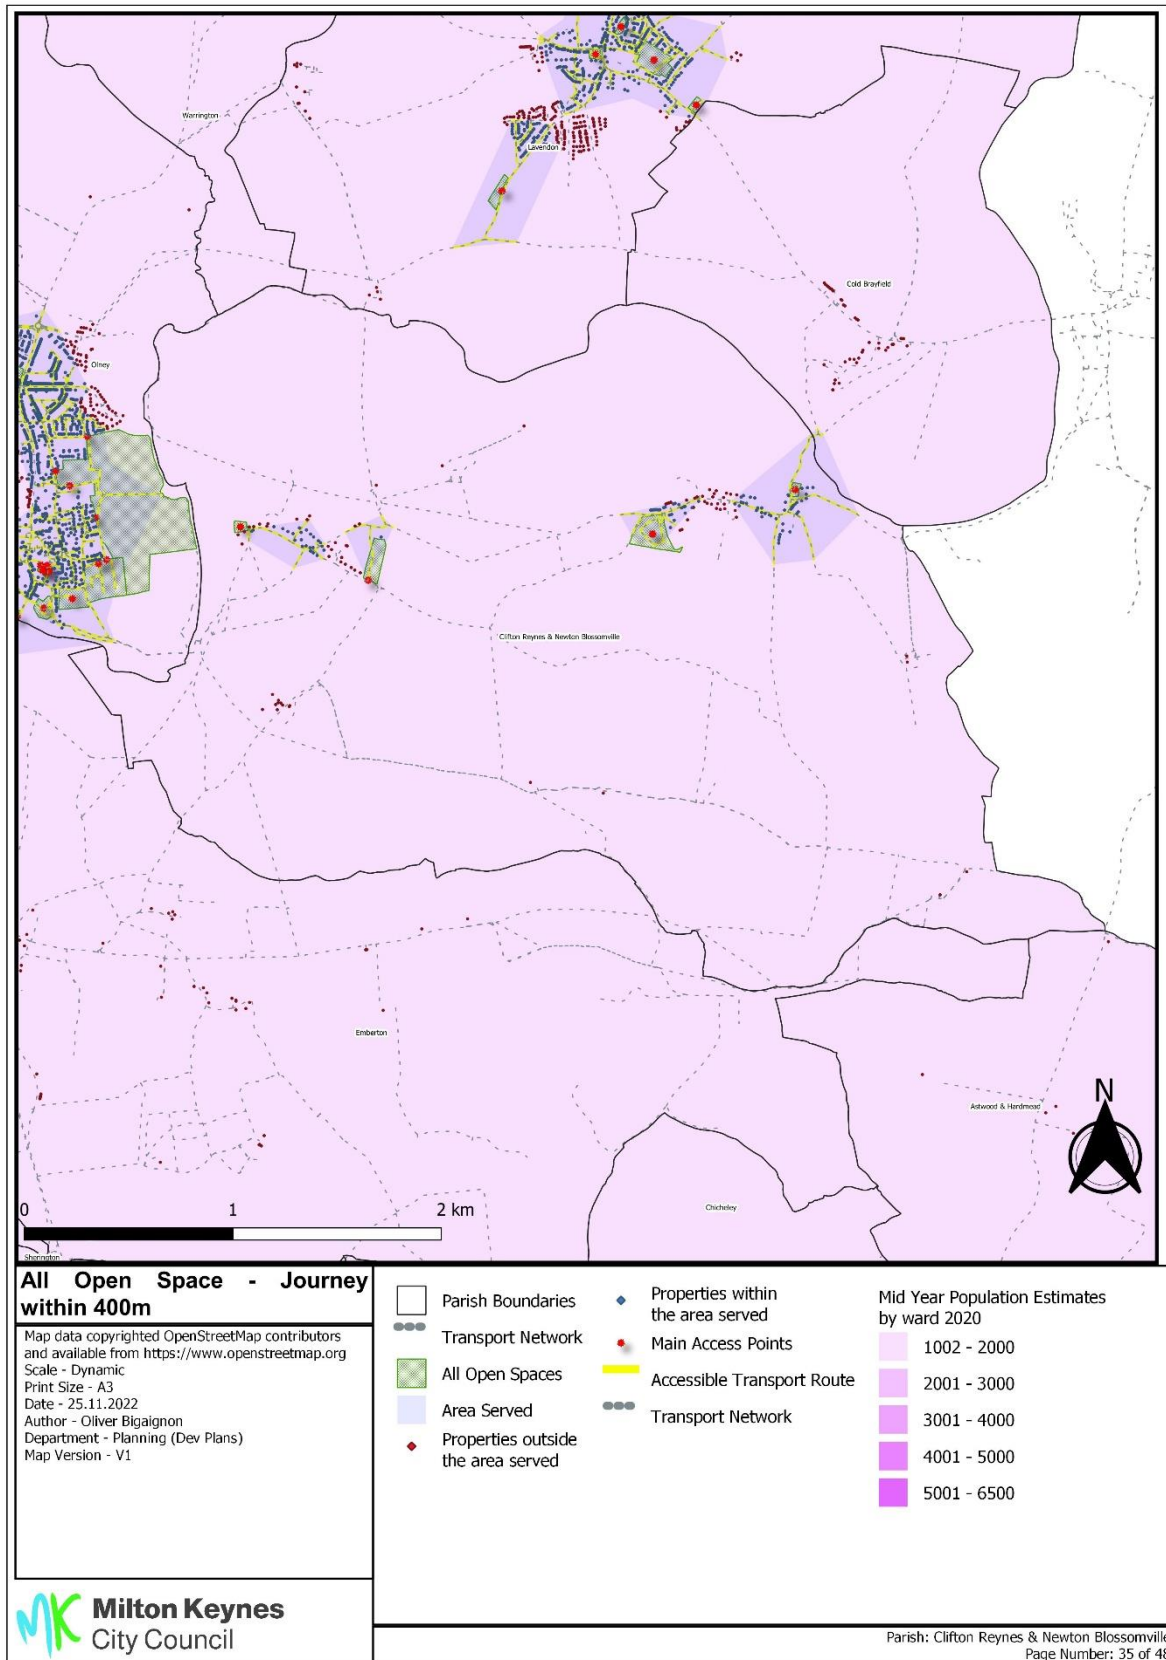 Warrington
Lavendon
Cold Brayfield
Olney
Clifton Reynes & Newton Blossomville
Emberton
Astwood & Hardmead
Chicheley
Sherington
N
0 1 2 km
All Open Space - Journey
within 400m
Map data copyrighted OpenStreetMap contributors
and available from https://www.openstreetmap.org
Scale - Dynamic
Print Size - A3
Date - 25.11.2022
Author - Oliver Bigaignon
Department - Planning (Dev Plans)
Map Version - V1
MK Milton Keynes
City Council
Parish Boundaries
Transport Network
All Open Spaces
Area Served
Properties outside
the area served
Properties within
the area served
Main Access Points
Accessible Transport Route
Transport Network
Mid Year Population Estimates
by ward 2020
1002 - 2000
2001 - 3000
3001 - 4000
4001 - 5000
5001 - 6500
Parish: Clifton Reynes & Newton Blossomville
Page Number: 35 of 48